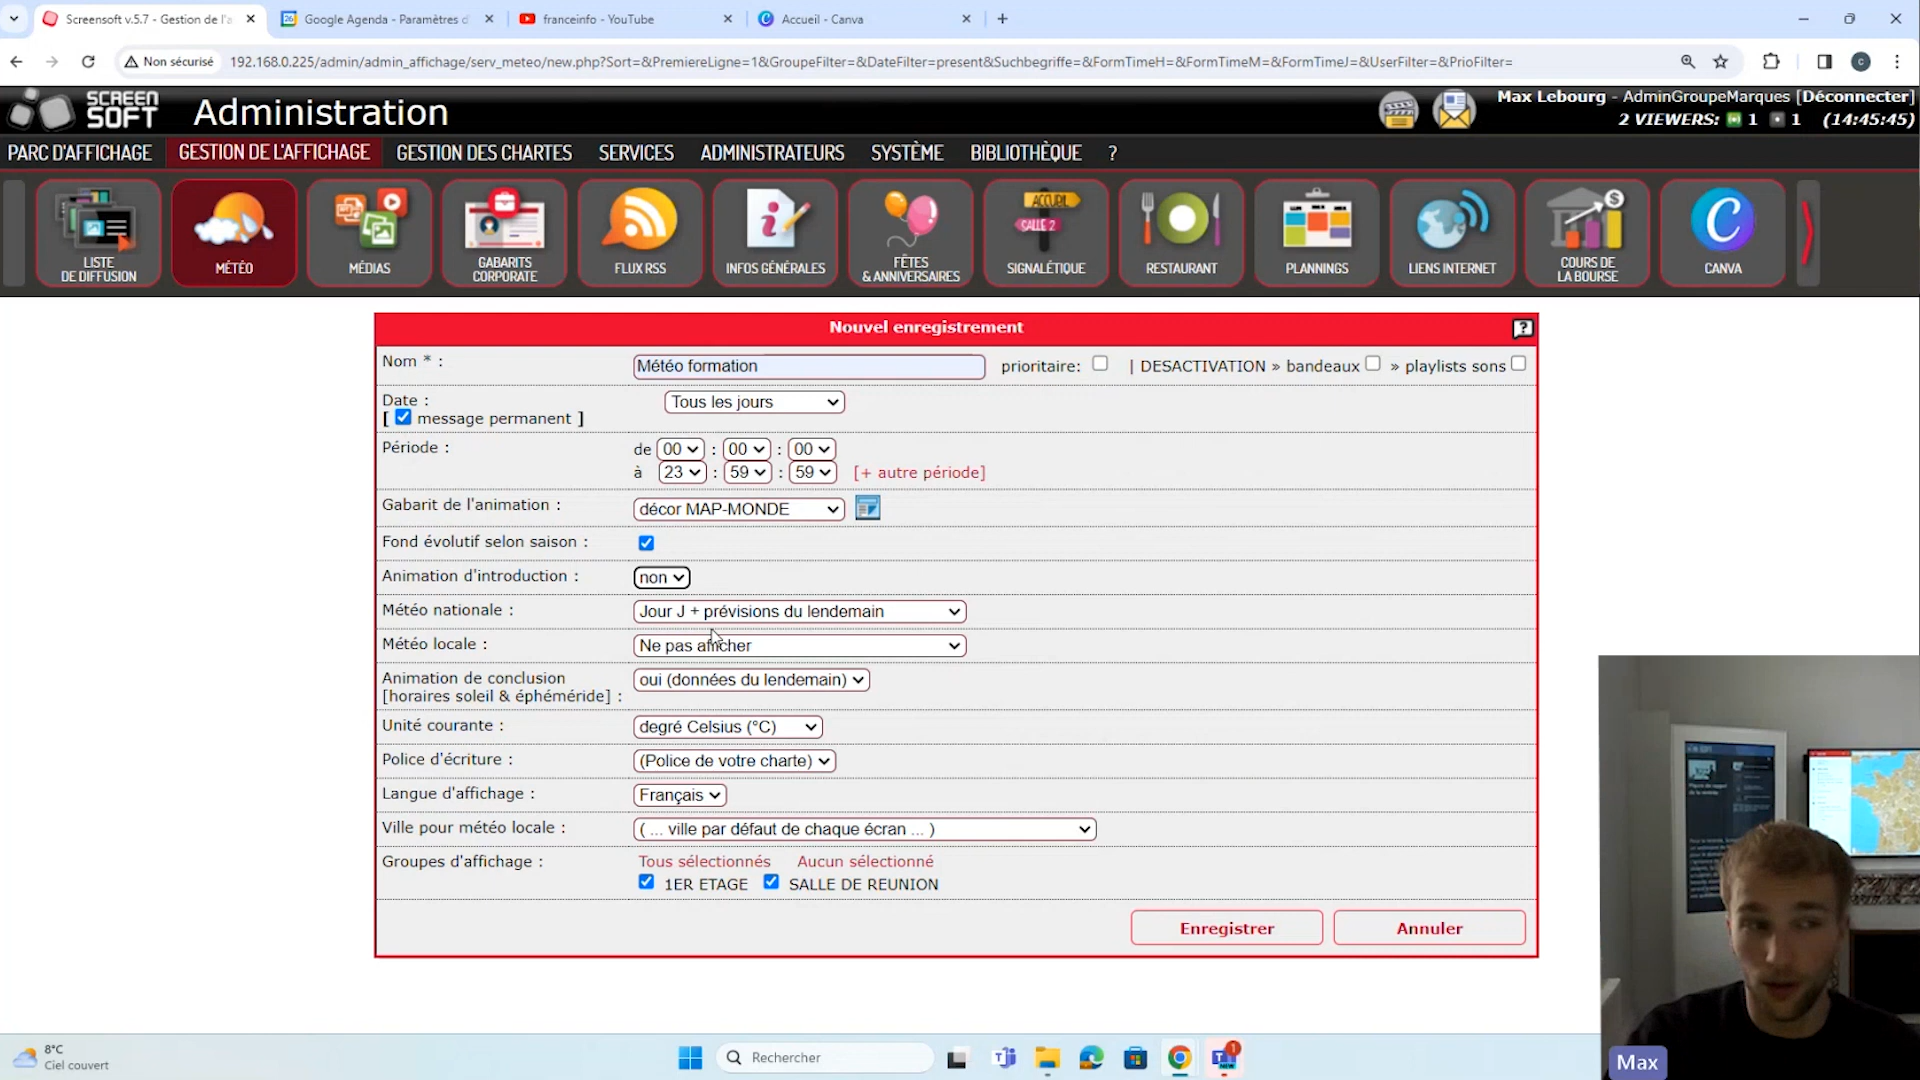 Screensoft v.5.7 - Gestion de l'a
Google Agenda - Paramètres d
franceinfo - YouTube
Accueil - Canva
Non sécurisé
192.168.0.225/admin/admin_affichage/serv_meteo/new.php?Sort=&PremiereLigne=1&GroupeFilter=&DateFilter=present&Suchbegriffe=&FormTimeH=&FormTimeM=&FormTimeJ=&UserFilter=&PrioFilter=
SCREEN
SOFT
Administration
Max Lebourg - AdminGroupeMarques [Déconnecter]
2 VIEWERS: 1 1 (14:45:45)
PARC D'AFFICHAGE GESTION DE L'AFFICHAGE GESTION DES CHARTES SERVICES ADMINISTRATEURS SYSTÈME BIBLIOTHÈQUE ?
LISTE
DE DIFFUSION
MÉTÉO
MÉDIAS
GABARITS
CORPORATE
FLUX RSS
INFOS GÉNÉRALES
FÊTES
& ANNIVERSAIRES
ACCUEIL
SALLE 2
SIGNALÉTIQUE
RESTAURANT
PLANNINGS
LIENS INTERNET
COURS DE
LA BOURSE
CANVA
Nouvel enregistrement
Nom * : Météo formation prioritaire: | DESACTIVATION » bandeaux » playlists sons
Date : Tous les jours
[ message permanent ]
Période : de 00 : 00 : 00
à 23 : 59 : 59 [+ autre période]
Gabarit de l'animation : décor MAP-MONDE
Fond évolutif selon saison :
Animation d'introduction : non
Météo nationale : Jour J + prévisions du lendemain
Météo locale : Ne pas afficher
Animation de conclusion
[horaires soleil & éphéméride] : oui (données du lendemain)
Unité courante : degré Celsius (°C)
Police d'écriture : (Police de votre charte)
Langue d'affichage : Français
Ville pour météo locale : ( ... ville par défaut de chaque écran ... )
Groupes d'affichage : Tous sélectionnés Aucun sélectionné
1ER ETAGE SALLE DE REUNION
Enregistrer Annuler
8°C
Ciel couvert
Rechercher
1
NEW
Max